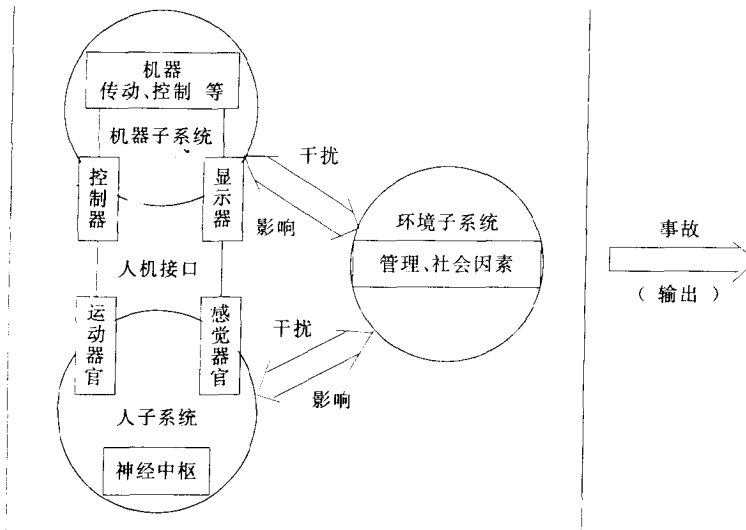 机器
传动、控制 等
机器子系统
控制器
显示器
干扰
影响
人机接口
环境子系统
管理、社会因素
事故
（ 输出 ）
运动器官
感觉器官
干扰
影响
人子系统
神经中枢